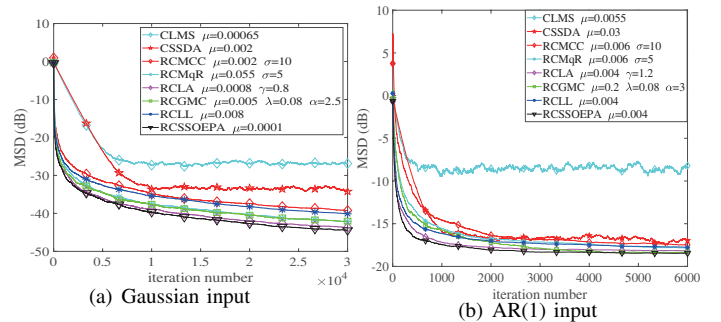 CLMS μ=0.00065
CSSDA μ=0.002
RCMCC μ=0.002 σ=10
RCMqR μ=0.055 σ=5
RCLA μ=0.0008 γ=0.8
RCGMC μ=0.005 λ=0.08 α=2.5
RCLL μ=0.008
RCSSOEPA μ=0.0001
MSD (dB)
10
0
-10
-20
-30
-40
-50
0 0.5 1 1.5 2 2.5 3
iteration number
×10⁴
(a) Gaussian input
CLMS μ=0.0055
CSSDA μ=0.03
RCMCC μ=0.006 σ=10
RCMqR μ=0.006 σ=5
RCLA μ=0.004 γ=1.2
RCGMC μ=0.2 λ=0.08 α=3
RCLL μ=0.004
RCSSOEPA μ=0.004
MSD (dB)
10
5
0
-5
-10
-15
-20
0 1000 2000 3000 4000 5000 6000
iteration number
(b) AR(1) input